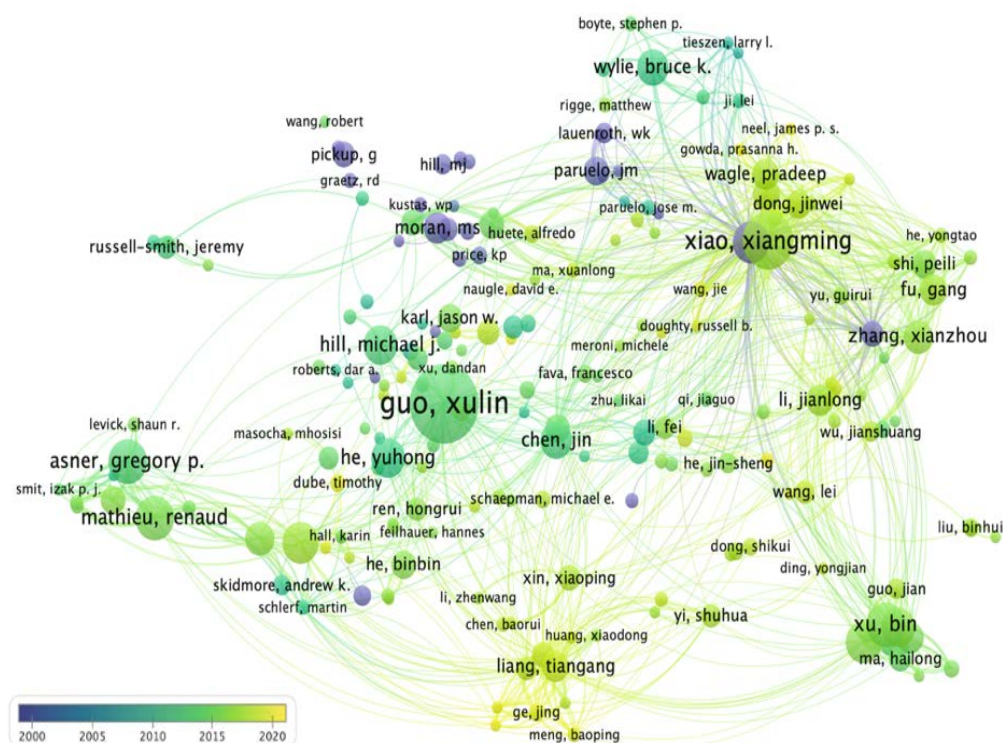 boyte, stephen p.
tieszen, larry l.
wylie, bruce k.
ji, lei
rigge, matthew
wang, robert
lauenroth, wk
neel, james p. s.
pickup, g
hill, mj
gowda, prasanna h.
graetz, rd
paruelo, jm
wagle, pradeep
kustas, wp
paruelo, jose m.
dong, jinwei
moran, ms
huete, alfredo
xiao, xiangming
he, yongtao
russell-smith, jeremy
price, kp
shi, peili
ma, xuanlong
naugle, david e.
wang, jie
yu, guirui
fu, gang
karl, jason w.
doughty, russell b.
zhang, xianzhou
hill, michael j.
meroni, michele
roberts, dar a.
xu, dandan
fava, francesco
guo, xulin
zhu, likai
qi, jiaguo
li, jianlong
levick, shaun r.
masocha, mhosisi
chen, jin
li, fei
wu, jianshuang
asner, gregory p.
he, yuhong
he, jin-sheng
smit, izak p. j.
dube, timothy
schaepman, michael e.
wang, lei
mathieu, renaud
ren, hongrui
hall, karin
feilhauer, hannes
liu, binhui
dong, shikui
he, binbin
ding, yongjian
skidmore, andrew k.
xin, xiaoping
guo, jian
schlerf, martin
li, zhenwang
chen, baorui
yi, shuhua
xu, bin
huang, xiaodong
liang, tiangang
ma, hailong
ge, jing
meng, baoping
2000 2005 2010 2015 2020